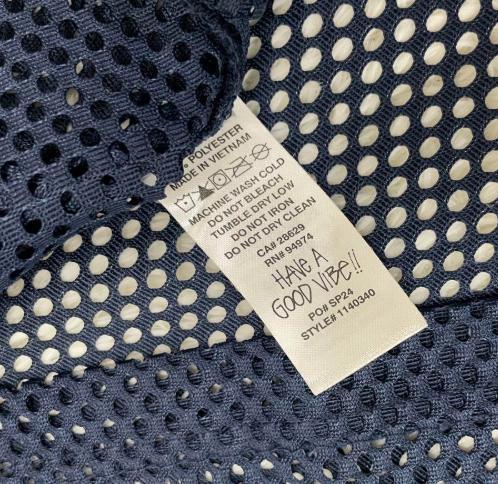 % POLYESTER
MADE IN VIETNAM
MACHINE WASH COLD
DO NOT BLEACH
TUMBLE DRY LOW
DO NOT IRON
DO NOT DRY CLEAN
CA# 28629
RN# 94974
HAVE A
GOOD VIBE!!
PO# SP24
STYLE# 1140340